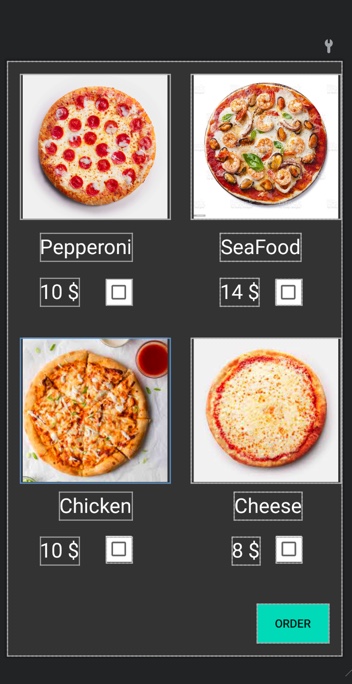 Pepperoni
SeaFood
10 $
14 $
Chicken
Cheese
10 $
8 $
ORDER